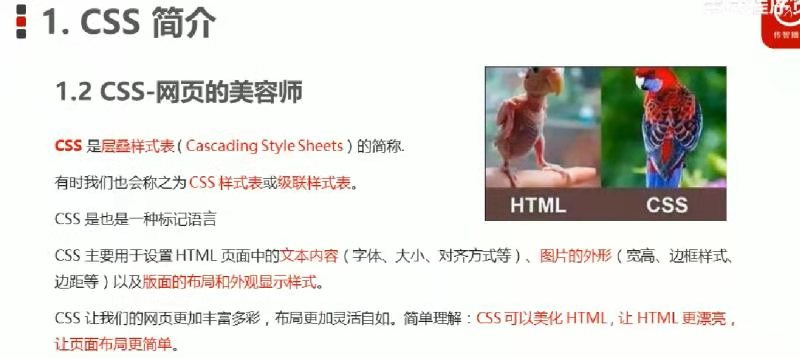 1. CSS 简介
传智播
1.2 CSS-网页的美容师
CSS 是层叠样式表 ( Cascading Style Sheets ) 的简称.
有时我们也会称之为 CSS 样式表或级联样式表。
HTML CSS
CSS 是也是一种标记语言
CSS 主要用于设置 HTML 页面中的文本内容（字体、大小、对齐方式等）、图片的外形（宽高、边框样式、
边距等）以及版面的布局和外观显示样式。
CSS 让我们的网页更加丰富多彩，布局更加灵活自如。简单理解：CSS 可以美化 HTML , 让 HTML 更漂亮，
让页面布局更简单。